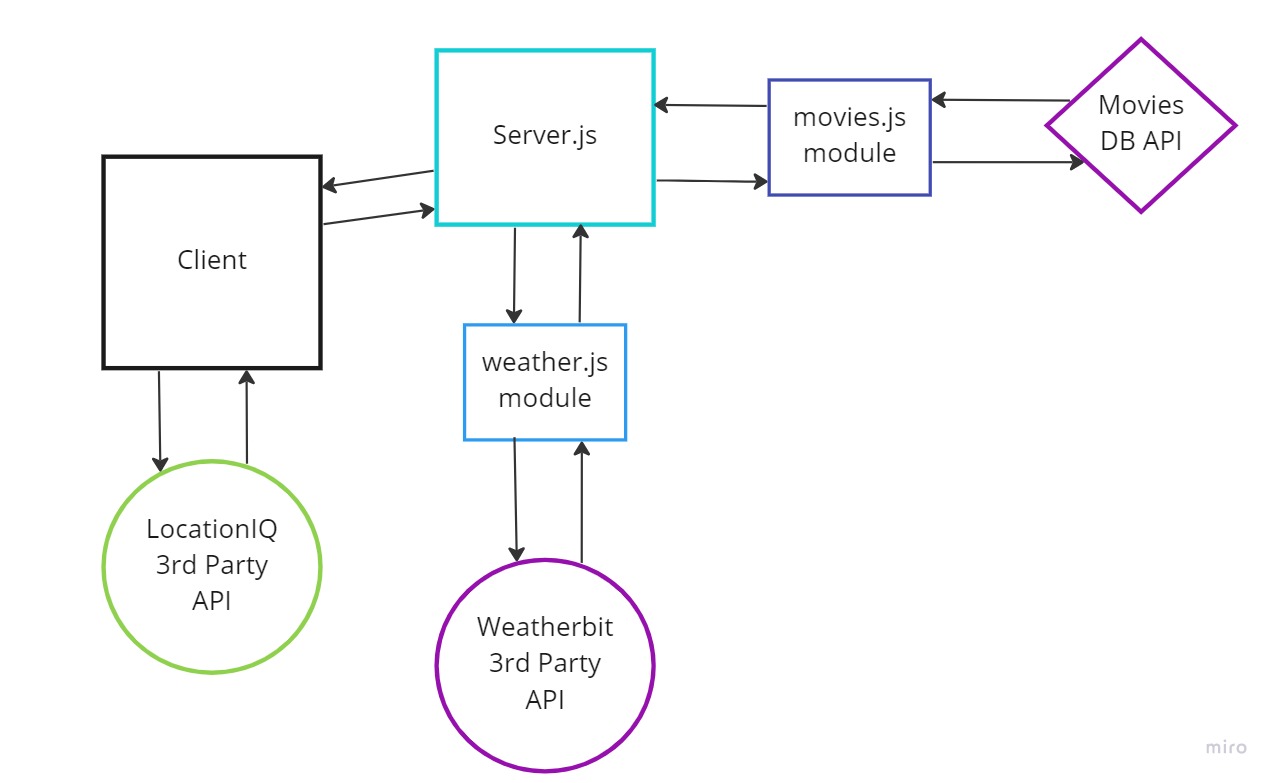 Server.js
movies.js
module
Movies
DB API
Client
weather.js
module
LocationIQ
3rd Party
API
Weatherbit
3rd Party
API
miro